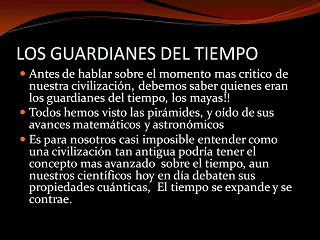 LOS GUARDIANES DEL TIEMPO
• Antes de hablar sobre el momento mas critico de
nuestra civilización, debemos saber quienes eran
los guardianes del tiempo, los mayas!!
• Todos hemos visto las pirámides, y oído de sus
avances matemáticos y astronómicos
• Es para nosotros casi imposible entender como
una civilización tan antigua podría tener el
concepto mas avanzado sobre el tiempo, aun
nuestros científicos hoy en día debaten sus
propiedades cuánticas, El tiempo se expande y se
contrae.